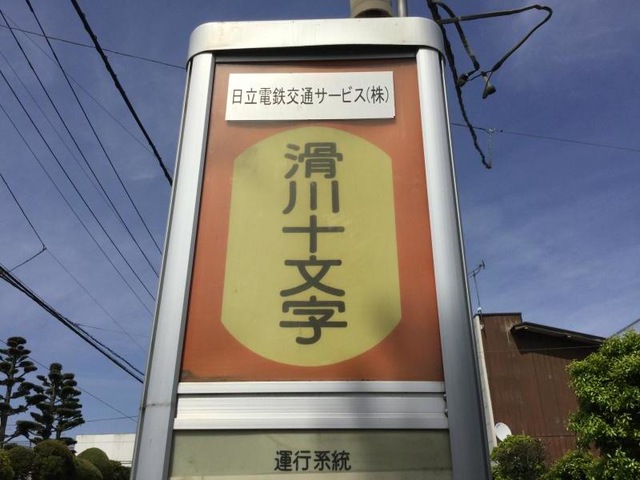 日立電鉄交通サービス(株)
滑川十文字
運行系統